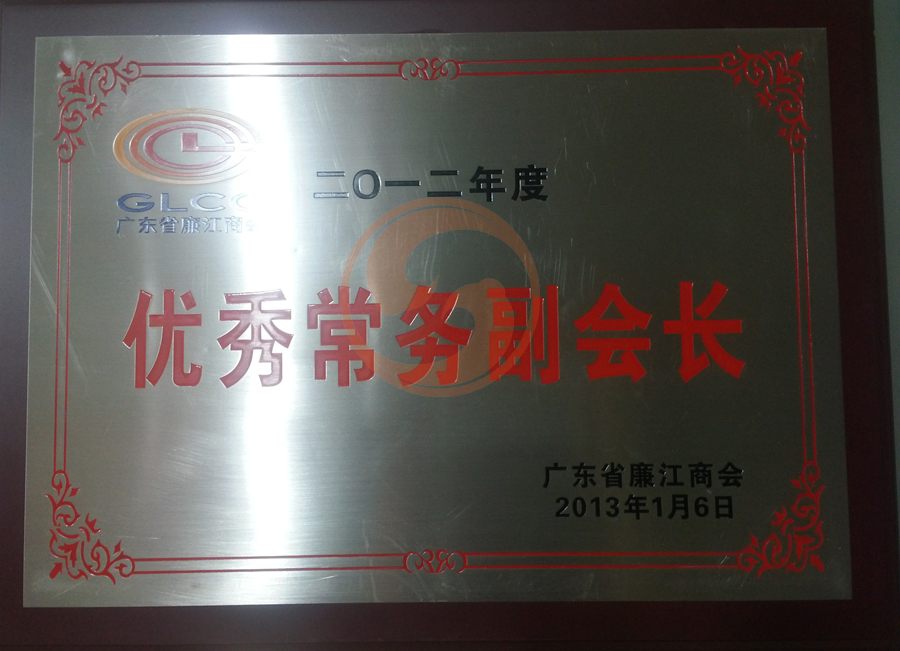 GLCC
广东省廉江商会
二〇一二年度
优秀常务副会长
广东省廉江商会
2013年1月6日